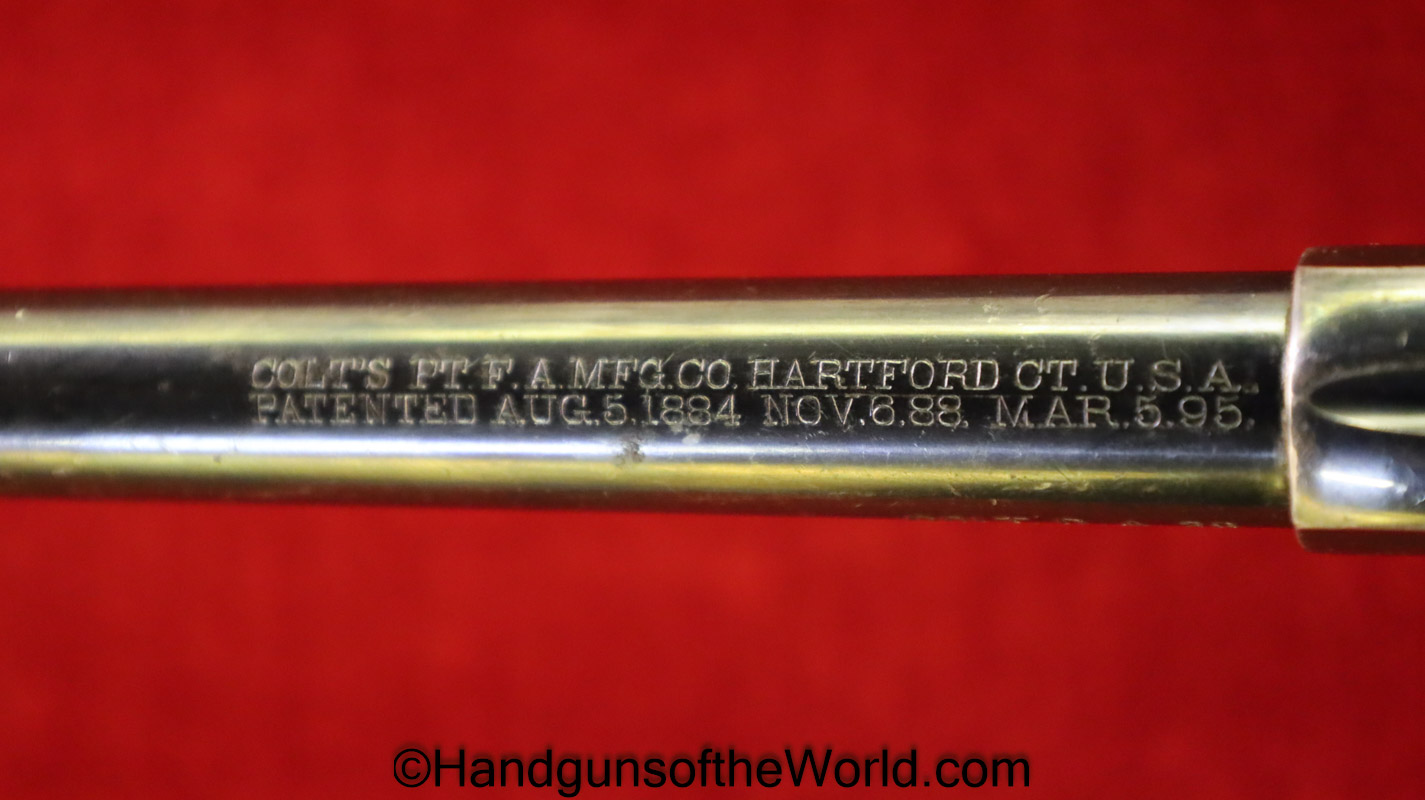 COLT'S PT. F. A. MFG. CO. HARTFORD CT. U. S. A.
PATENTED AUG. 5. 1884. NOV. 6. 88. MAR. 5. 95.
©HandgunsoftheWorld.com